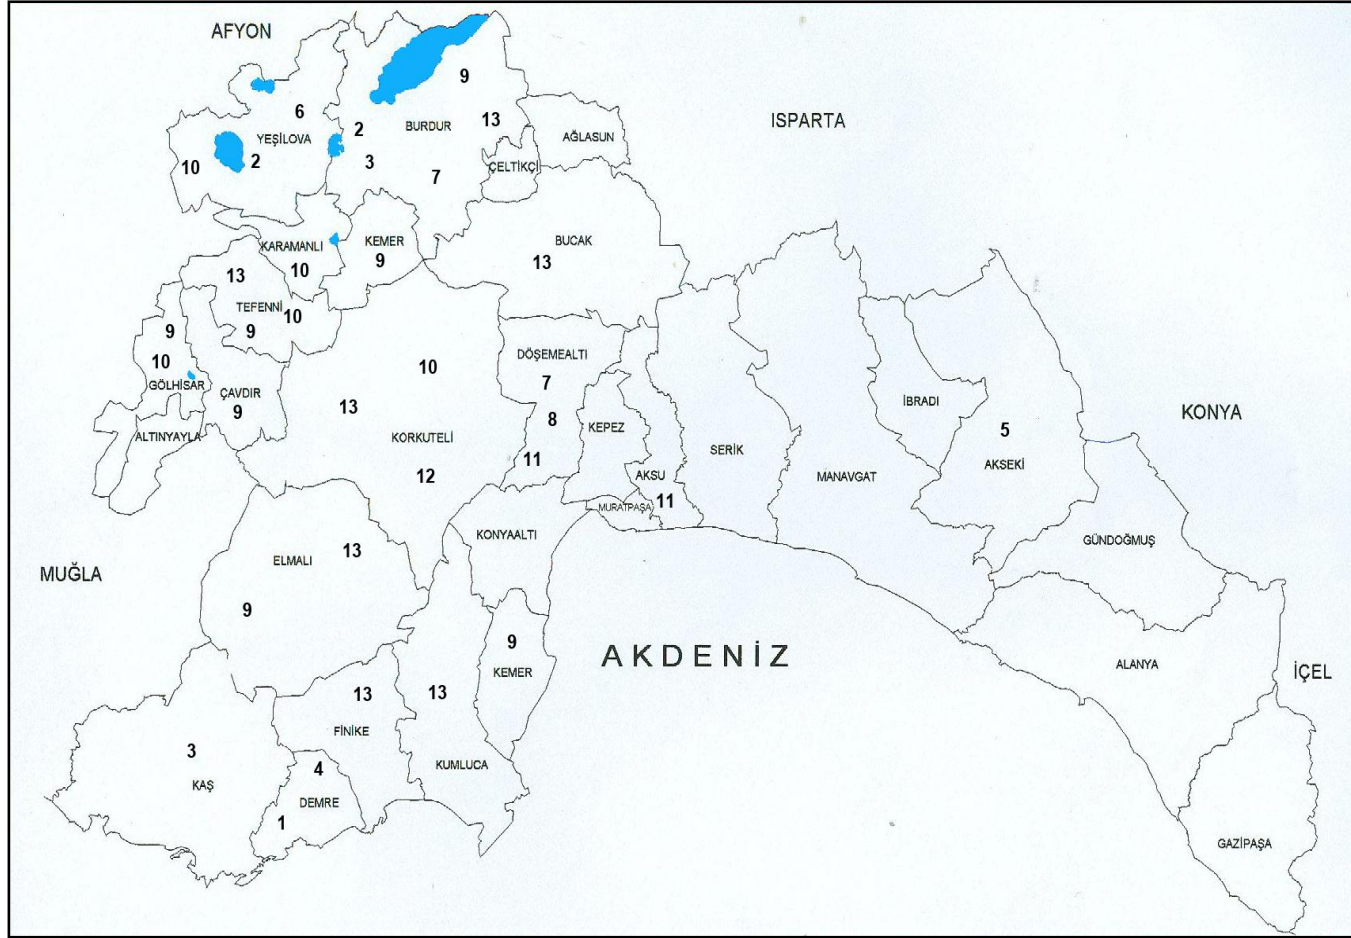 AFYON
9
6
ISPARTA
13
BURDUR
2
YEŞİLOVA
AĞLASUN
10
2
3
ÇELTİKÇİ
7
KARAMANLI
KEMER
BUCAK
9
13
10
13
TEFENNİ
10
9
9
10
GÖLHİSAR
DÖŞEMEALTI
10
7
ÇAVDIR
İBRADI
KONYA
9
13
8
KEPEZ
5
ALTINYAYLA
KORKUTELİ
SERİK
11
AKSEKİ
12
AKSU
MANAVGAT
11
MURATPAŞA
KONYAALTI
GÜNDOĞMUŞ
13
ELMALI
MUĞLA
9
9
AKDENİZ
ALANYA
KEMER
İÇEL
13
13
FİNİKE
3
KUMLUCA
4
KAŞ
DEMRE
1
GAZİPAŞA